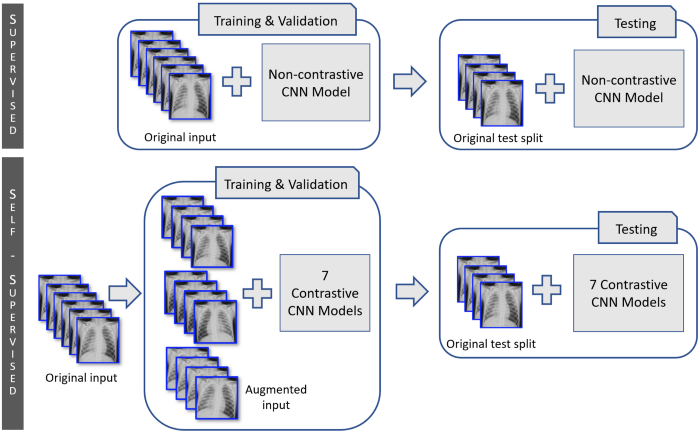 SUPERVISED
Training & Validation
Non-contrastive
CNN Model
Original input
Testing
Non-contrastive
CNN Model
Original test split
SELF - SUPERVISED
Original input
Training & Validation
7
Contrastive
CNN Models
Augmented
input
Testing
7 Contrastive
CNN Models
Original test split